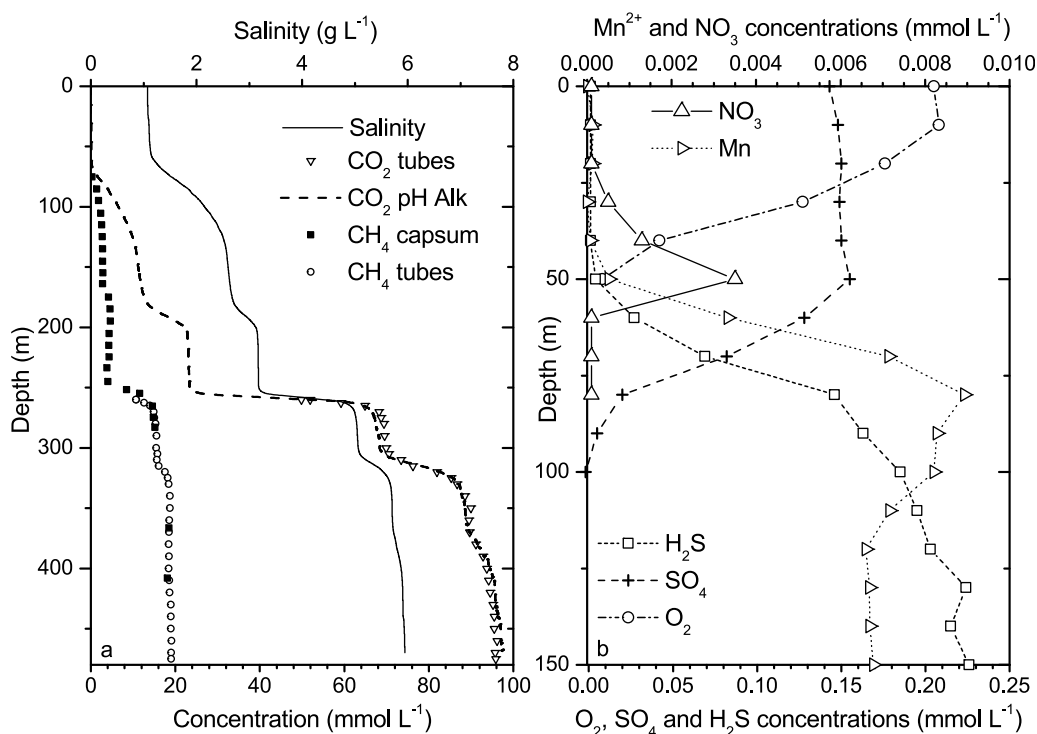 Salinity (g L⁻¹)
0 2 4 6 8
0
100
200
300
400
Depth (m)
Salinity
CO₂ tubes
CO₂ pH Alk
CH₄ capsum
CH₄ tubes
a
0 20 40 60 80 100
Concentration (mmol L⁻¹)
Mn²⁺ and NO₃ concentrations (mmol L⁻¹)
0.000 0.002 0.004 0.006 0.008 0.010
0
50
100
150
Depth (m)
NO₃
Mn
H₂S
SO₄
O₂
b
0.00 0.05 0.10 0.15 0.20 0.25
O₂, SO₄ and H₂S concentrations (mmol L⁻¹)